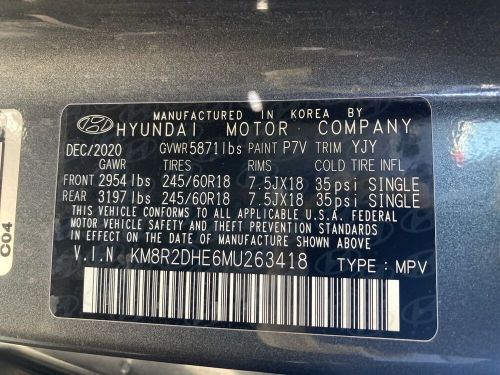 MANUFACTURED IN KOREA BY
HYUNDAI MOTOR COMPANY
DEC/2020 GVWR5871lbs PAINT P7V TRIM YJY
GAWR TIRES RIMS COLD TIRE INFL
FRONT 2954 lbs 245/60R18 7.5JX18 35psi SINGLE
REAR 3197 lbs 245/60R18 7.5JX18 35psi SINGLE
THIS VEHICLE CONFORMS TO ALL APPLICABLE U.S.A. FEDERAL
MOTOR VEHICLE SAFETY AND THEFT PREVENTION STANDARDS
IN EFFECT ON THE DATE OF MANUFACTURE SHOWN ABOVE.
V.I.N. KM8R2DHE6MU263418 TYPE : MPV
C04